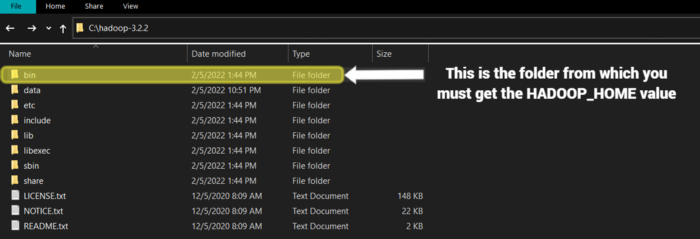 File Home Share View
C:\hadoop-3.2.2
Name Date modified Type Size
bin 2/5/2022 1:44 PM File folder
data 2/5/2022 10:51 PM File folder
etc 2/5/2022 1:44 PM File folder
include 2/5/2022 1:44 PM File folder
lib 2/5/2022 1:44 PM File folder
libexec 2/5/2022 1:44 PM File folder
sbin 2/5/2022 1:44 PM File folder
share 2/5/2022 1:44 PM File folder
LICENSE.txt 12/5/2020 8:09 AM Text Document 148 KB
NOTICE.txt 12/5/2020 8:09 AM Text Document 22 KB
README.txt 12/5/2020 8:09 AM Text Document 2 KB
This is the folder from which you
must get the HADOOP_HOME value